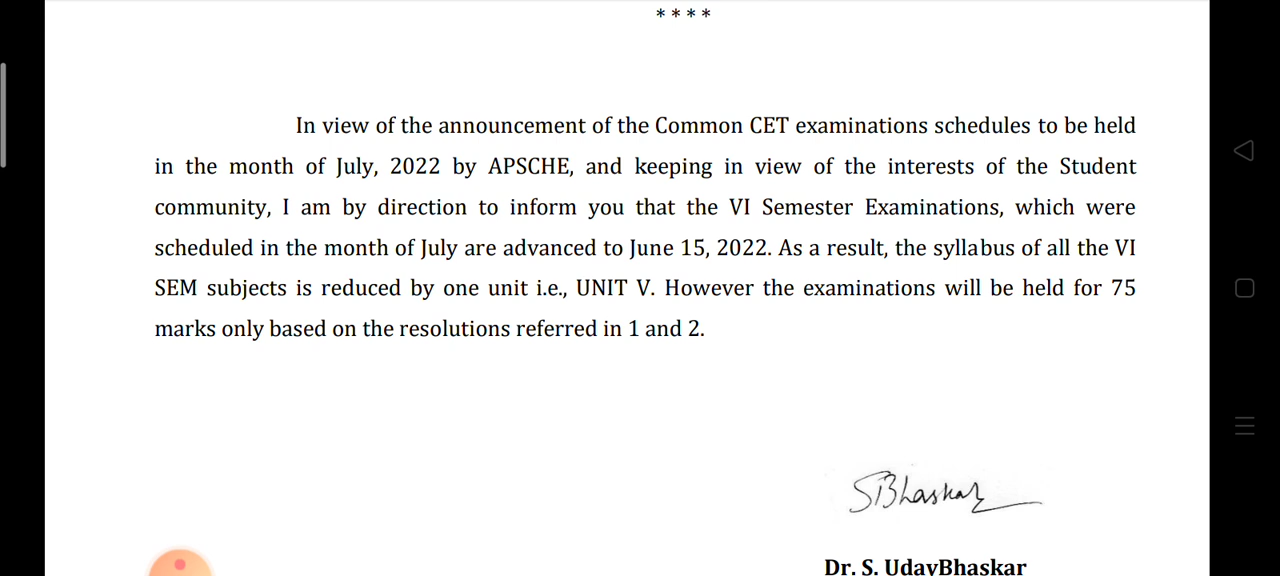 ****
In view of the announcement of the Common CET examinations schedules to be held
in the month of July, 2022 by APSCHE, and keeping in view of the interests of the Student
community, I am by direction to inform you that the VI Semester Examinations, which were
scheduled in the month of July are advanced to June 15, 2022. As a result, the syllabus of all the VI
SEM subjects is reduced by one unit i.e., UNIT V. However the examinations will be held for 75
marks only based on the resolutions referred in 1 and 2.
SBhaskar
Dr. S. UdayBhaskar